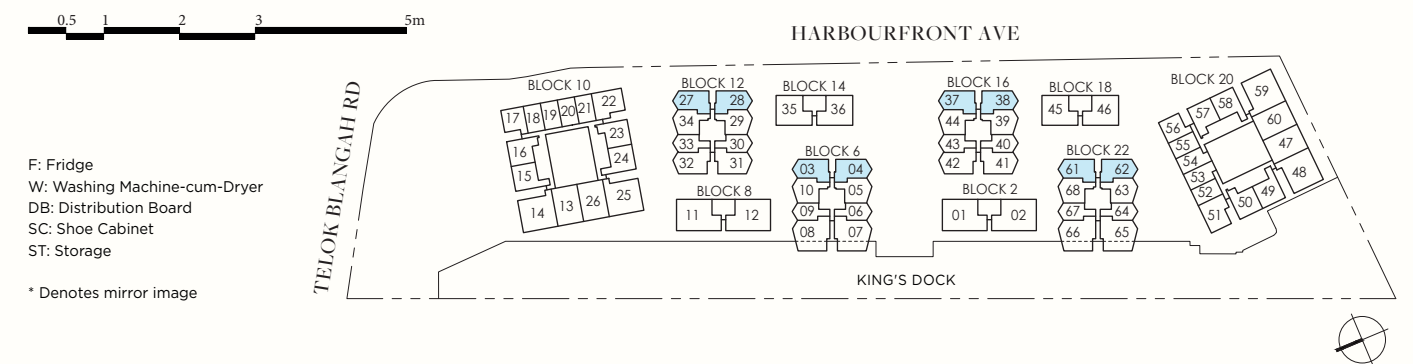 0.5 1 2 3 5m
HARBOURFRONT AVE
TELOK BLANGAH RD
F: Fridge
W: Washing Machine-cum-Dryer
DB: Distribution Board
SC: Shoe Cabinet
ST: Storage
* Denotes mirror image
BLOCK 10
17 18 19 20 21 22
16 23
15 24
14 13 26 25
BLOCK 12
27 28
34 29
33 30
32 31
BLOCK 14
35 36
BLOCK 8
11 12
BLOCK 6
03 04
10 05
09 06
08 07
BLOCK 16
37 38
44 39
43 40
42 41
BLOCK 18
45 46
BLOCK 2
01 02
BLOCK 22
61 62
68 63
67 64
66 65
BLOCK 20
56 57 58 59
55 60
54 47
53 48
52 49
51 50
KING'S DOCK